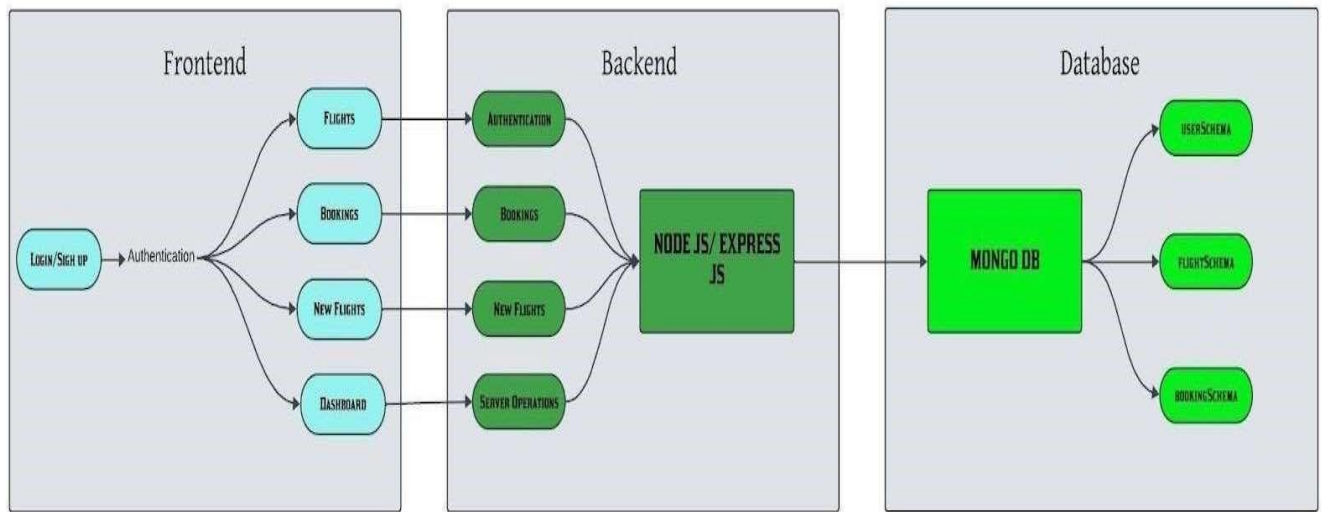 Frontend
LOGIN/SIGH UP
Authentication
FLIGHTS
BOOKINGS
NEW FLIGHTS
DASHBOARD
Backend
AUTHENTICATION
BOOKINGS
NEW FLIGHTS
SERVER OPERATIONS
NODE JS/ EXPRESS
JS
Database
MONGO DB
USERSCHEMA
FLIGHTSCHEMA
BOOKINGSCHEMA